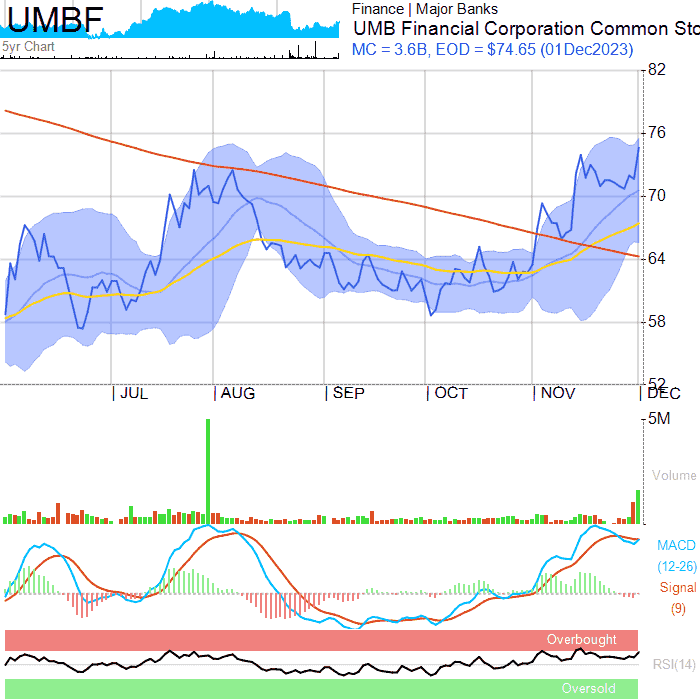 UMBF
5yr Chart
Finance | Major Banks
UMB Financial Corporation Common Sto
MC = 3.6B, EOD = $74.65 (01Dec2023)
82
76
70
64
58
52
JUL
AUG
SEP
OCT
NOV
DEC
5M
Volume
MACD
(12-26)
Signal
(9)
Overbought
RSI(14)
Oversold